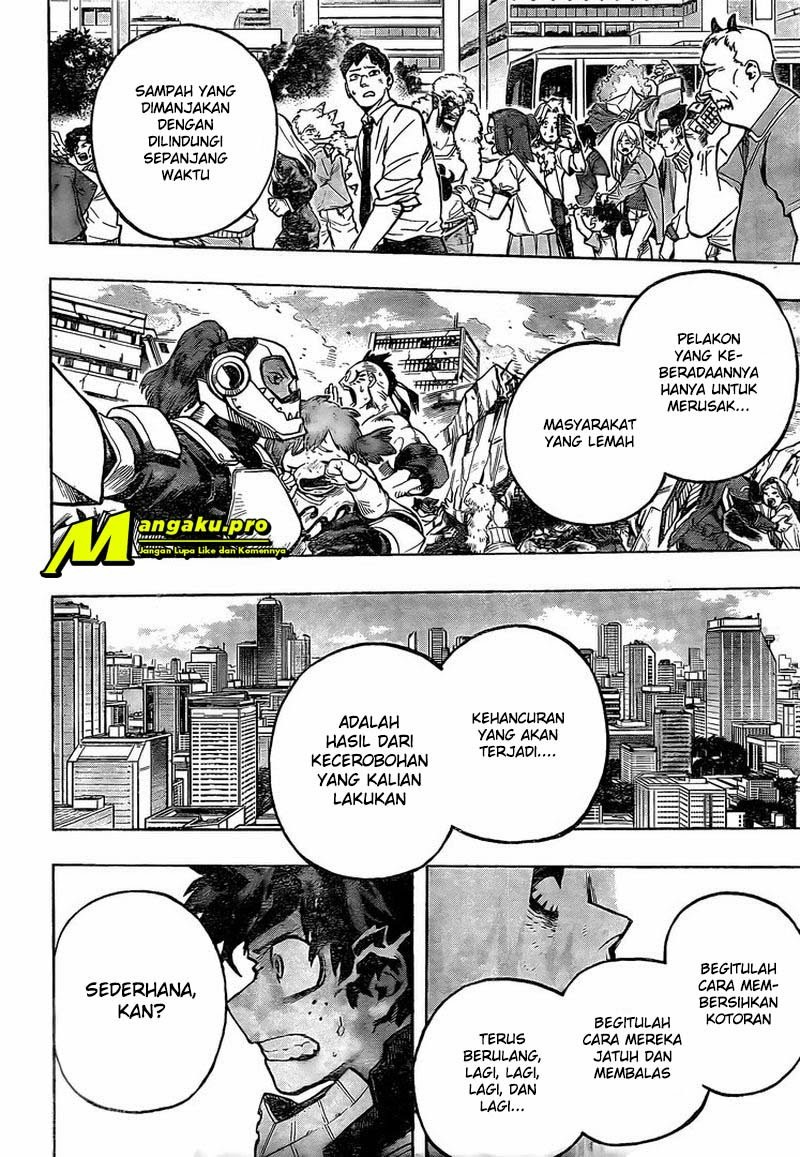 SAMPAH YANG
DIMANJAKAN
DENGAN
DILINDUNGI
SEPANJANG
WAKTU
PELAKON
YANG KE-
BERADAANNYA
HANYA UNTUK
MERUSAK...
MASYARAKAT
YANG LEMAH
Mangaku.pro
Jangan Lupa Like dan Komennya
KEHANCURAN
YANG AKAN
TERJADI....
ADALAH
HASIL DARI
KECEROBOHAN
YANG KALIAN
LAKUKAN
BEGITULAH
CARA MEM-
BERSIHKAN
KOTORAN
BEGITULAH
CARA MEREKA
JATUH DAN
MEMBALAS
TERUS
BERULANG,
LAGI, LAGI,
LAGI, DAN
LAGI...
SEDERHANA,
KAN?